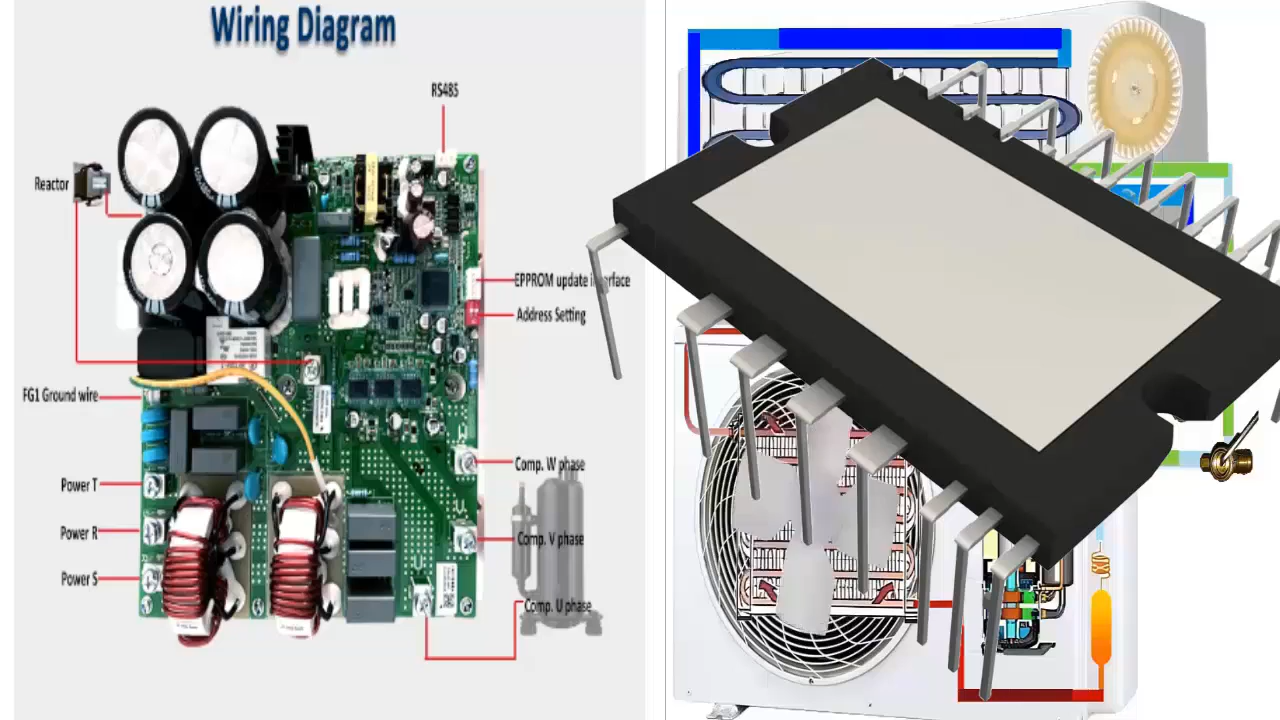 Wiring Diagram
RS485
Reactor
EPPROM update interface
Address Setting
FG1 Ground wire
Comp. W phase
Power T
Power R
Comp. V phase
Power S
Comp. U phase